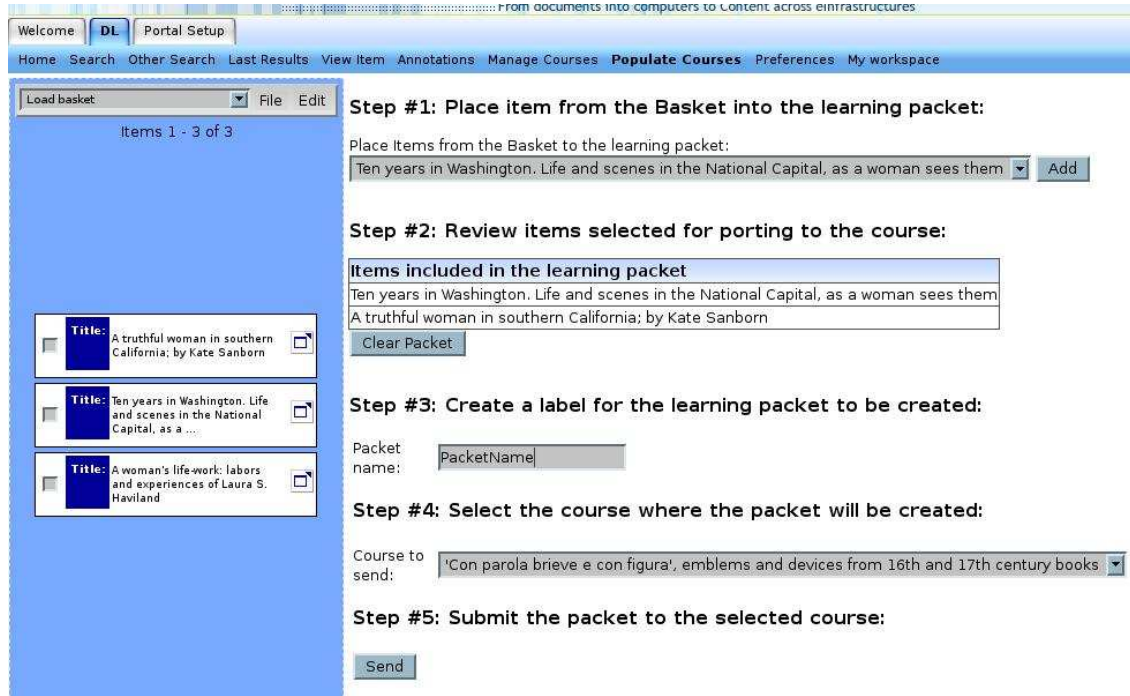 From documents into computers to Content across einfrastructures
Welcome DL Portal Setup
Home Search Other Search Last Results View Item Annotations Manage Courses Populate Courses Preferences My workspace
Load basket File Edit
Items 1 - 3 of 3
Title: A truthful woman in southern
California; by Kate Sanborn
Title: Ten years in Washington. Life
and scenes in the National
Capital, as a ...
Title: A woman's life-work: labors
and experiences of Laura S.
Haviland
Step #1: Place item from the Basket into the learning packet:
Place Items from the Basket to the learning packet:
Ten years in Washington. Life and scenes in the National Capital, as a woman sees them Add
Step #2: Review items selected for porting to the course:
Items included in the learning packet
Ten years in Washington. Life and scenes in the National Capital, as a woman sees them
A truthful woman in southern California; by Kate Sanborn
Clear Packet
Step #3: Create a label for the learning packet to be created:
Packet
name:
PacketName
Step #4: Select the course where the packet will be created:
Course to
send:
'Con parola brieve e con figura', emblems and devices from 16th and 17th century books
Step #5: Submit the packet to the selected course:
Send